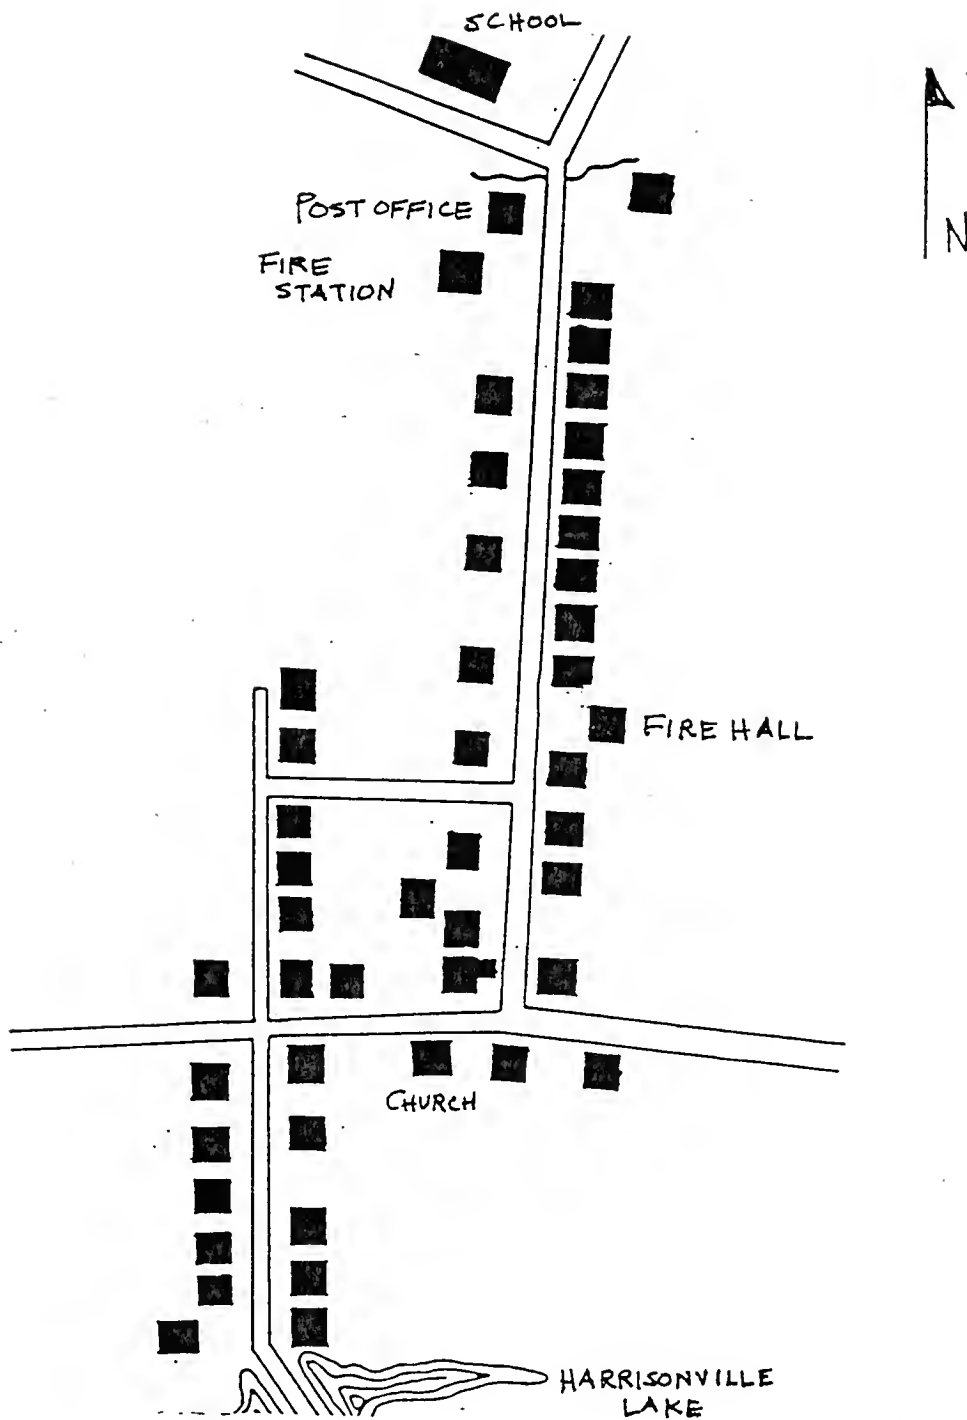 SCHOOL
POST OFFICE
FIRE
STATION
N
FIRE HALL
CHURCH
HARRISONVILLE
LAKE